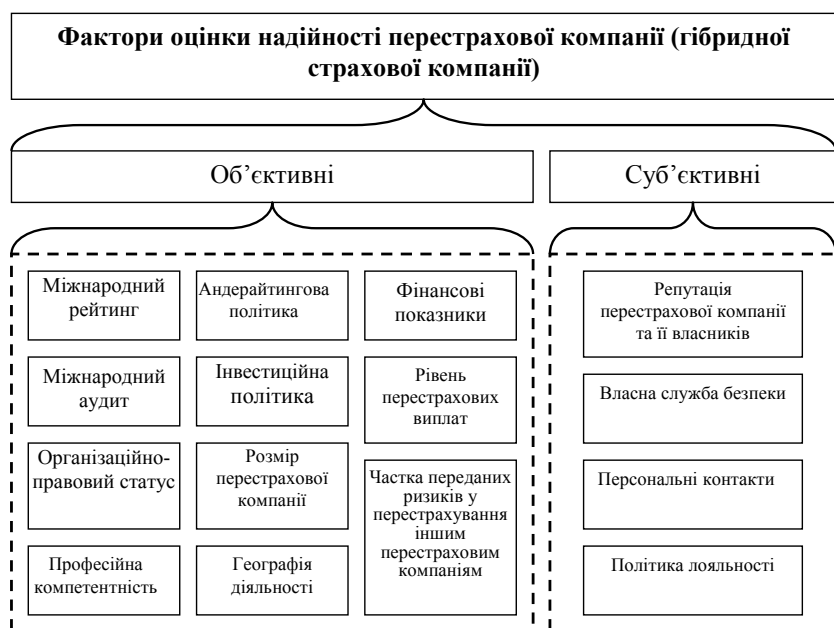 Фактори оцінки надійності перестрахової компанії (гібридної
страхової компанії)
Об’єктивні
Суб’єктивні
Міжнародний
рейтинг
Міжнародний
аудит
Організаційно-
правовий статус
Професійна
компетентність
Андерайтингова
політика
Інвестиційна
політика
Розмір
перестрахової
компанії
Географія
діяльності
Фінансові
показники
Рівень
перестрахових
виплат
Частка переданих
ризиків у
перестрахування
іншим
перестраховим
компаніям
Репутація
перестрахової компанії
та її власників
Власна служба безпеки
Персональні контакти
Політика лояльності